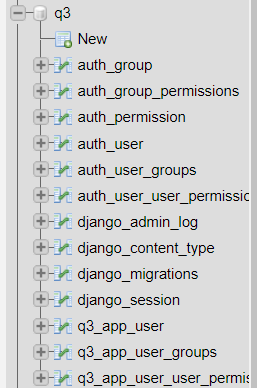 q3
New
auth_group
auth_group_permissions
auth_permission
auth_user
auth_user_groups
auth_user_user_permissio
django_admin_log
django_content_type
django_migrations
django_session
q3_app_user
q3_app_user_groups
q3_app_user_user_permis